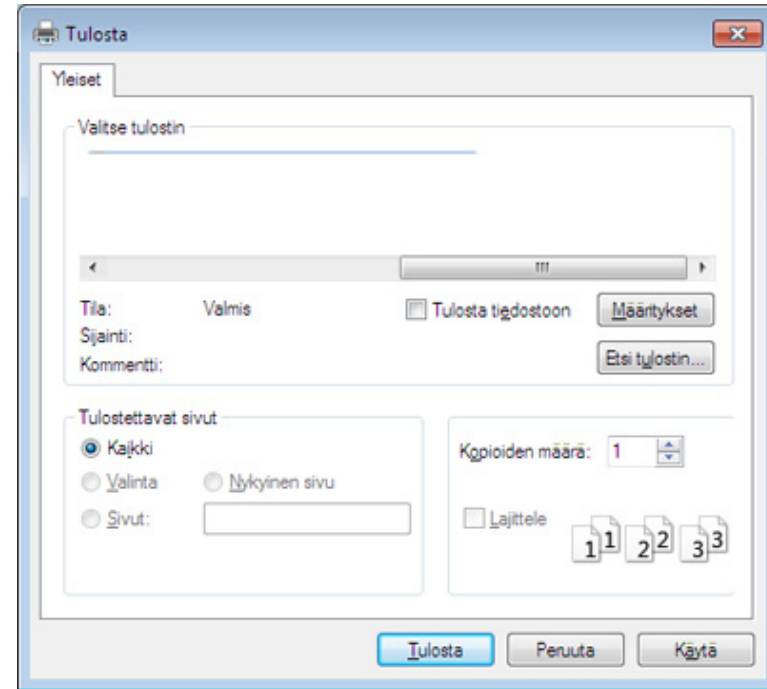 Tulosta
Yleiset
Valitse tulostin
Tila: Valmis
Tulosta tiedostoon
Määritykset
Sijainti:
Kommentti:
Etsi tulostin...
Tulostettavat sivut
Kaikki
Valinta
Nykyinen sivu
Sivut:
Kopioiden määrä: 1
Lajittele
1 1 2 2 3 3
Tulosta
Peruuta
Käytä